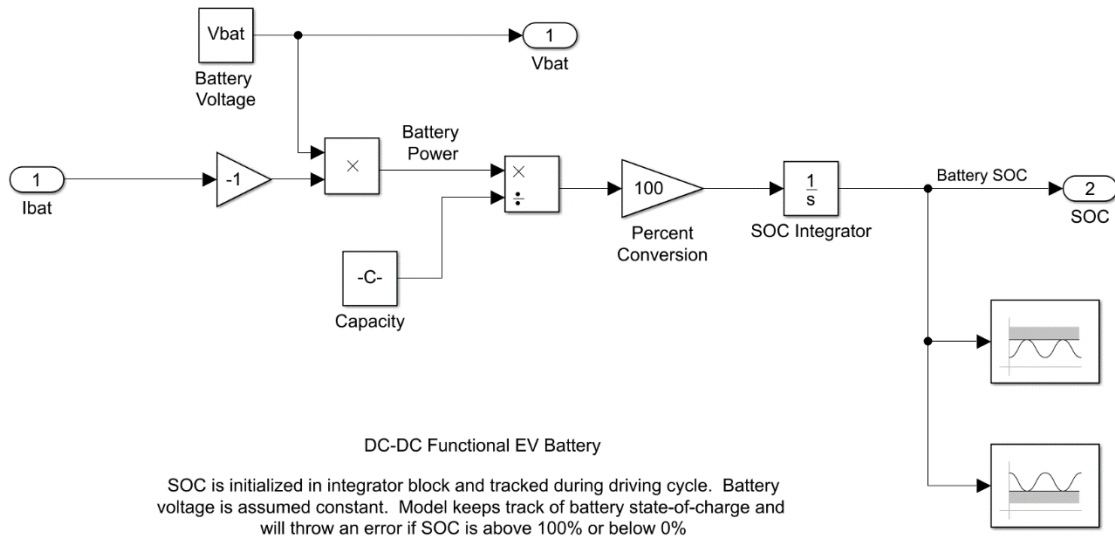 Vbat
Battery
Voltage
1
Vbat
1
Ibat
-1
×
Battery
Power
×
÷
-C-
Capacity
100
Percent
Conversion
1
s
SOC Integrator
Battery SOC
2
SOC
DC-DC Functional EV Battery
SOC is initialized in integrator block and tracked during driving cycle.  Battery
voltage is assumed constant.  Model keeps track of battery state-of-charge and
will throw an error if SOC is above 100% or below 0%